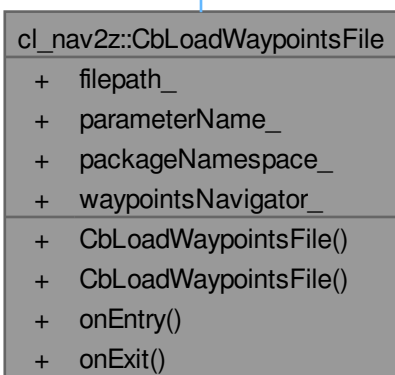 cl_nav2z::CbLoadWaypointsFile
+ filepath_
+ parameterName_
+ packageNamespace_
+ waypointsNavigator_
+ CbLoadWaypointsFile()
+ CbLoadWaypointsFile()
+ onEntry()
+ onExit()